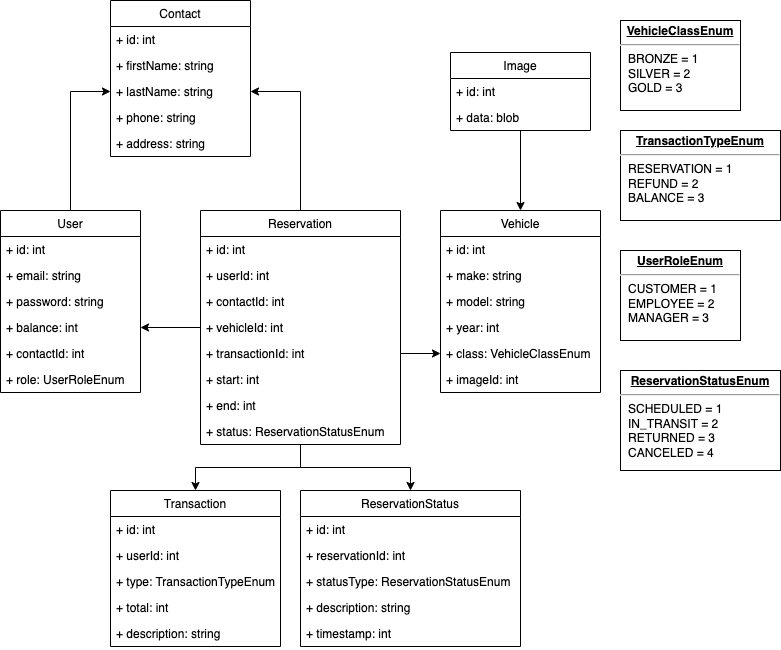 Contact
+ id: int
+ firstName: string
+ lastName: string
+ phone: string
+ address: string
Image
+ id: int
+ data: blob
VehicleClassEnum
BRONZE = 1
SILVER = 2
GOLD = 3
TransactionTypeEnum
RESERVATION = 1
REFUND = 2
BALANCE = 3
User
+ id: int
+ email: string
+ password: string
+ balance: int
+ contactId: int
+ role: UserRoleEnum
Reservation
+ id: int
+ userId: int
+ contactId: int
+ vehicleId: int
+ transactionId: int
+ start: int
+ end: int
+ status: ReservationStatusEnum
Vehicle
+ id: int
+ make: string
+ model: string
+ year: int
+ class: VehicleClassEnum
+ imageId: int
UserRoleEnum
CUSTOMER = 1
EMPLOYEE = 2
MANAGER = 3
ReservationStatusEnum
SCHEDULED = 1
IN_TRANSIT = 2
RETURNED = 3
CANCELED = 4
Transaction
+ id: int
+ userId: int
+ type: TransactionTypeEnum
+ total: int
+ description: string
ReservationStatus
+ id: int
+ reservationId: int
+ statusType: ReservationStatusEnum
+ description: string
+ timestamp: int